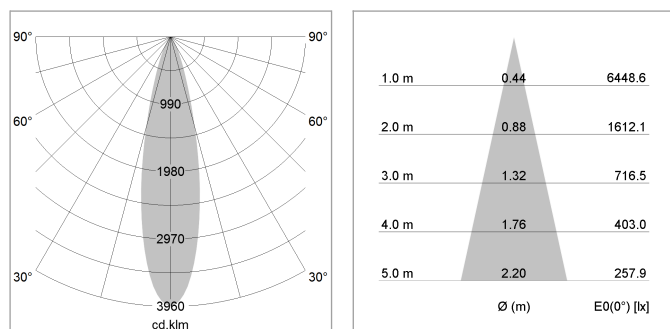 90° 90°
990
60° 60°
1980
2970
30° 30°
3960
cd.klm
1.0 m 0.44 6448.6
2.0 m 0.88 1612.1
3.0 m 1.32 716.5
4.0 m 1.76 403.0
5.0 m 2.20 257.9
Ø (m) E0(0°) [lx]